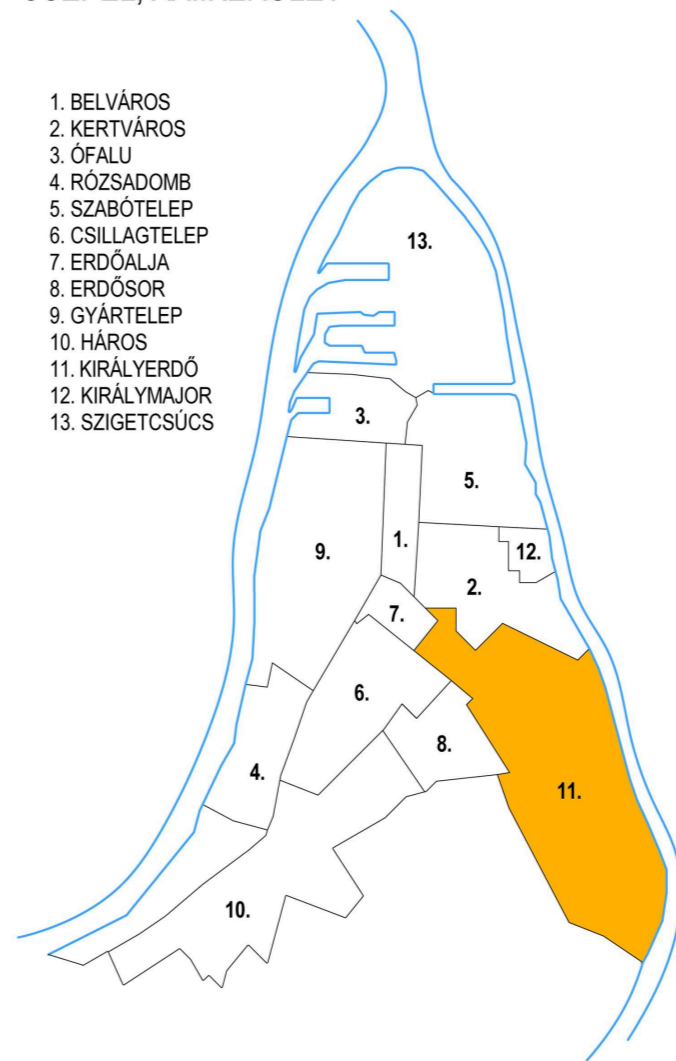 1. BELVÁROS
2. KERTVÁROS
3. ÓFALU
4. RÓZSADOMB
5. SZABÓTELEP
6. CSILLAGTELEP
7. ERDŐALJA
8. ERDŐSOR
9. GYÁRTELEP
10. HÁROS
11. KIRÁLYERDŐ
12. KIRÁLYMAJOR
13. SZIGETCSÚCS
13.
3.
5.
1.
9.
12.
2.
7.
6.
8.
4.
11.
10.